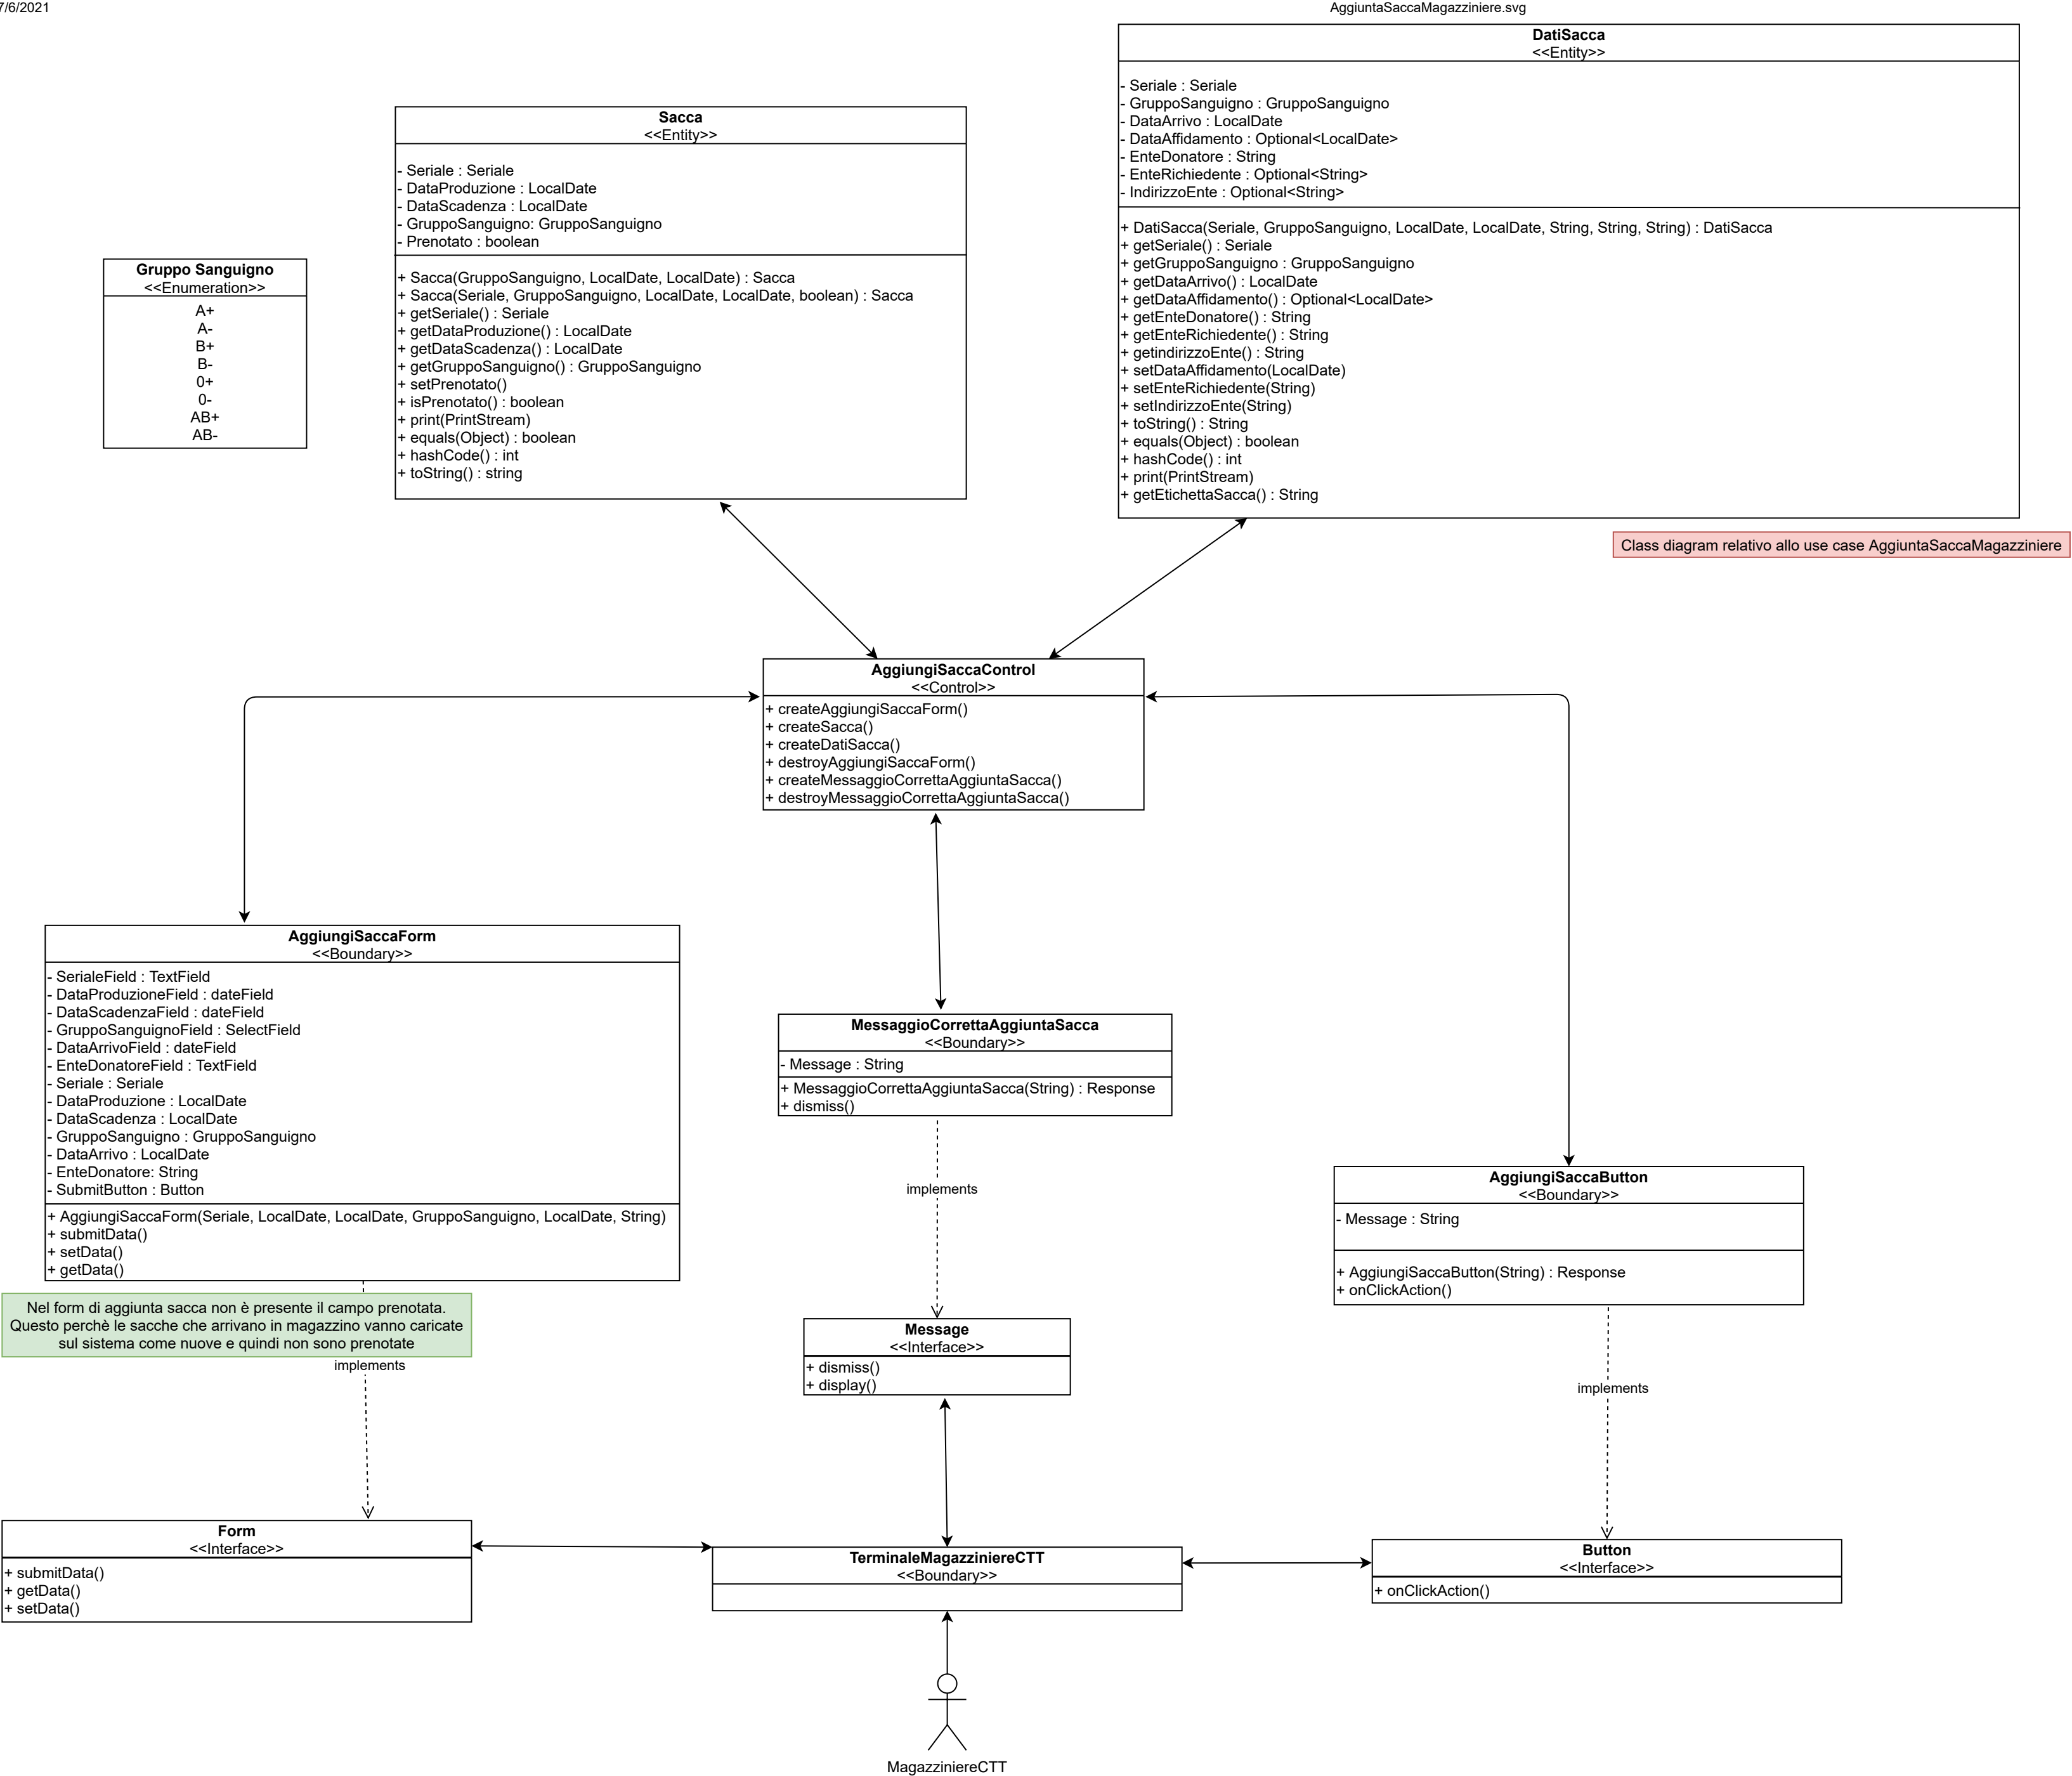 7/6/2021
AggiuntaSaccaMagazziniere.svg
DatiSacca
<<Entity>>
- Seriale : Seriale
- GruppoSanguigno : GruppoSanguigno
- DataArrivo : LocalDate
- DataAffidamento : Optional<LocalDate>
- EnteDonatore : String
- EnteRichiedente : Optional<String>
- IndirizzoEnte : Optional<String>
+ DatiSacca(Seriale, GruppoSanguigno, LocalDate, LocalDate, String, String, String) : DatiSacca
+ getSeriale() : Seriale
+ getGruppoSanguigno : GruppoSanguigno
+ getDataArrivo() : LocalDate
+ getDataAffidamento() : Optional<LocalDate>
+ getEnteDonatore() : String
+ getEnteRichiedente() : String
+ getindirizzoEnte() : String
+ setDataAffidamento(LocalDate)
+ setEnteRichiedente(String)
+ setIndirizzoEnte(String)
+ toString() : String
+ equals(Object) : boolean
+ hashCode() : int
+ print(PrintStream)
+ getEtichettaSacca() : String
Sacca
<<Entity>>
- Seriale : Seriale
- DataProduzione : LocalDate
- DataScadenza : LocalDate
- GruppoSanguigno: GruppoSanguigno
- Prenotato : boolean
+ Sacca(GruppoSanguigno, LocalDate, LocalDate) : Sacca
+ Sacca(Seriale, GruppoSanguigno, LocalDate, LocalDate, boolean) : Sacca
+ getSeriale() : Seriale
+ getDataProduzione() : LocalDate
+ getDataScadenza() : LocalDate
+ getGruppoSanguigno() : GruppoSanguigno
+ setPrenotato()
+ isPrenotato() : boolean
+ print(PrintStream)
+ equals(Object) : boolean
+ hashCode() : int
+ toString() : string
Gruppo Sanguigno
<<Enumeration>>
A+
A-
B+
B-
0+
0-
AB+
AB-
Class diagram relativo allo use case AggiuntaSaccaMagazziniere
AggiungiSaccaControl
<<Control>>
+ createAggiungiSaccaForm()
+ createSacca()
+ createDatiSacca()
+ destroyAggiungiSaccaForm()
+ createMessaggioCorrettaAggiuntaSacca()
+ destroyMessaggioCorrettaAggiuntaSacca()
AggiungiSaccaForm
<<Boundary>>
- SerialeField : TextField
- DataProduzioneField : dateField
- DataScadenzaField : dateField
- GruppoSanguignoField : SelectField
- DataArrivoField : dateField
- EnteDonatoreField : TextField
- Seriale : Seriale
- DataProduzione : LocalDate
- DataScadenza : LocalDate
- GruppoSanguigno : GruppoSanguigno
- DataArrivo : LocalDate
- EnteDonatore: String
- SubmitButton : Button
+ AggiungiSaccaForm(Seriale, LocalDate, LocalDate, GruppoSanguigno, LocalDate, String)
+ submitData()
+ setData()
+ getData()
MessaggioCorrettaAggiuntaSacca
<<Boundary>>
- Message : String
+ MessaggioCorrettaAggiuntaSacca(String) : Response
+ dismiss()
implements
AggiungiSaccaButton
<<Boundary>>
- Message : String
+ AggiungiSaccaButton(String) : Response
+ onClickAction()
Nel form di aggiunta sacca non è presente il campo prenotata.
Questo perchè le sacche che arrivano in magazzino vanno caricate
sul sistema come nuove e quindi non sono prenotate
implements
Message
<<Interface>>
+ dismiss()
+ display()
implements
Form
<<Interface>>
+ submitData()
+ getData()
+ setData()
TerminaleMagazziniereCTT
<<Boundary>>
Button
<<Interface>>
+ onClickAction()
MagazziniereCTT